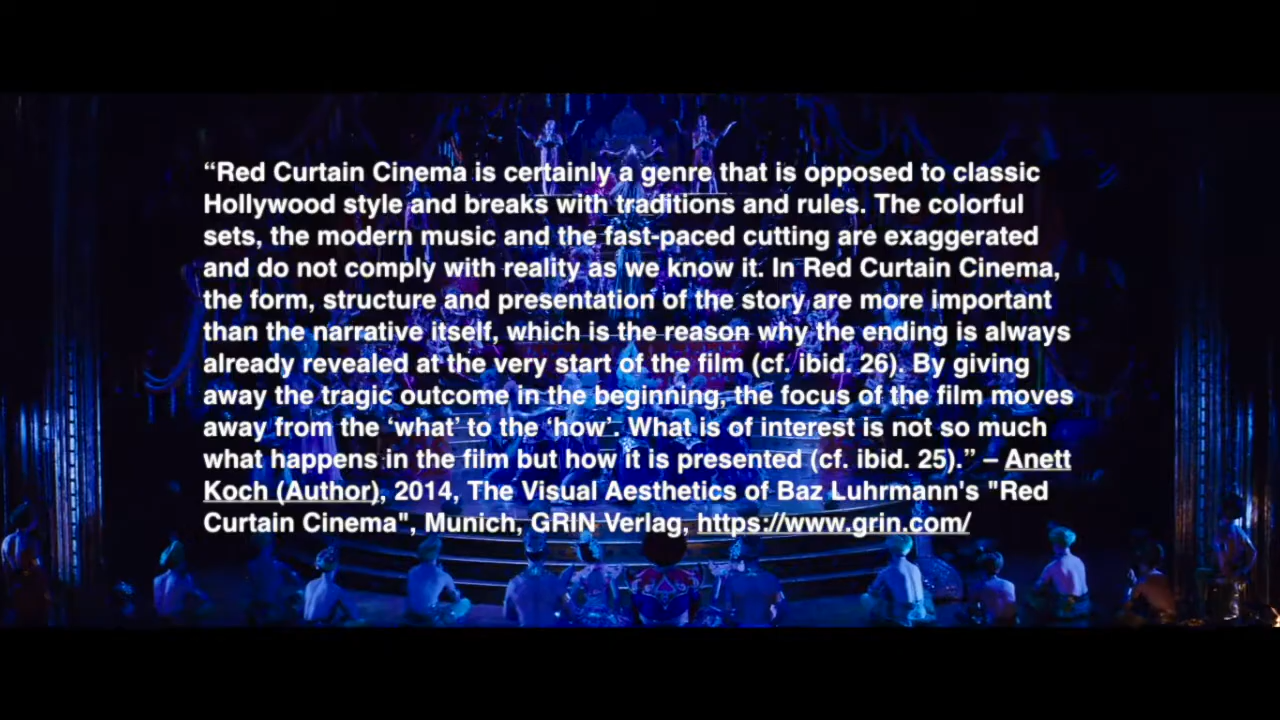 “Red Curtain Cinema is certainly a genre that is opposed to classic
Hollywood style and breaks with traditions and rules. The colorful
sets, the modern music and the fast-paced cutting are exaggerated
and do not comply with reality as we know it. In Red Curtain Cinema,
the form, structure and presentation of the story are more important
than the narrative itself, which is the reason why the ending is always
already revealed at the very start of the film (cf. ibid. 26). By giving
away the tragic outcome in the beginning, the focus of the film moves
away from the ‘what’ to the ‘how’. What is of interest is not so much
what happens in the film but how it is presented (cf. ibid. 25).” – Anett
Koch (Author), 2014, The Visual Aesthetics of Baz Luhrmann's "Red
Curtain Cinema", Munich, GRIN Verlag, https://www.grin.com/